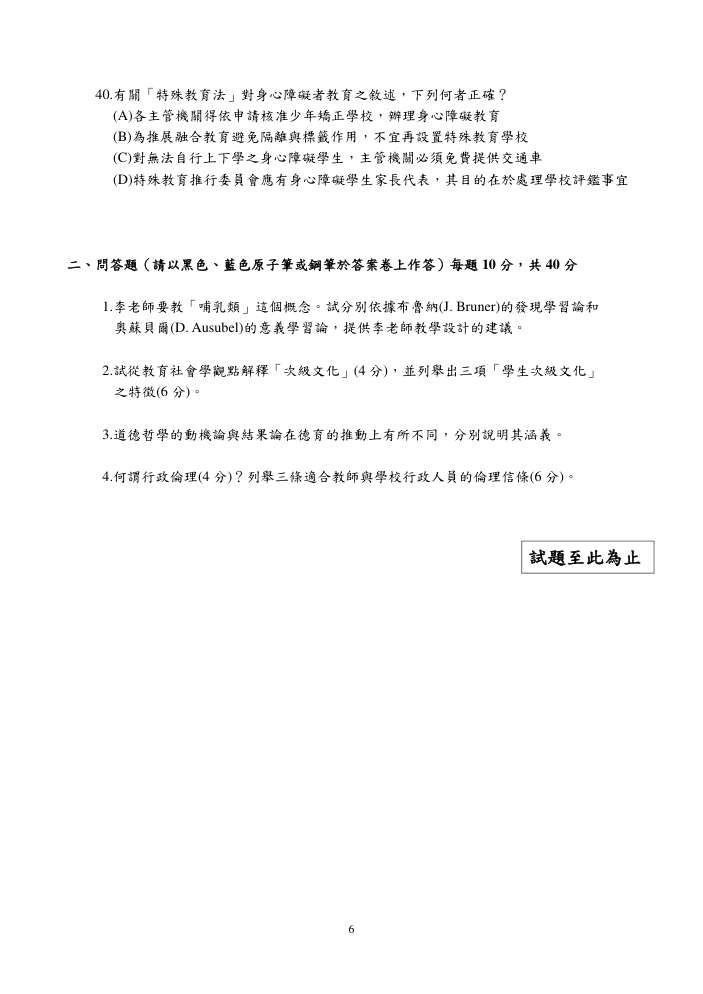 40.有關「特殊教育法」對身心障礙者教育之敘述，下列何者正確？
(A)各主管機關得依申請核准少年矯正學校，辦理身心障礙教育
(B)為推展融合教育避免隔離與標籤作用，不宜再設置特殊教育學校
(C)對無法自行上下學之身心障礙學生，主管機關必須免費提供交通車
(D)特殊教育推行委員會應有身心障礙學生家長代表，其目的在於處理學校評鑑事宜
二、問答題（請以黑色、藍色原子筆或鋼筆於答案卷上作答）每題 10 分，共 40 分
1.李老師要教「哺乳類」這個概念。試分別依據布魯納(J. Bruner)的發現學習論和
奧蘇貝爾(D. Ausubel)的意義學習論，提供李老師教學設計的建議。
2.試從教育社會學觀點解釋「次級文化」(4 分)，並列舉出三項「學生次級文化」
之特徵(6 分)。
3.道德哲學的動機論與結果論在德育的推動上有所不同，分別說明其涵義。
4.何謂行政倫理(4 分)？列舉三條適合教師與學校行政人員的倫理信條(6 分)。
試題至此為止
6